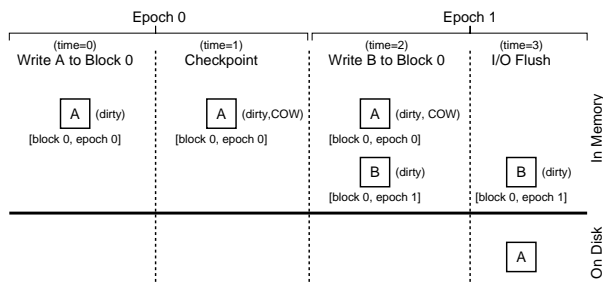 Epoch 0
Epoch 1
(time=0)
Write A to Block 0
(time=1)
Checkpoint
(time=2)
Write B to Block 0
(time=3)
I/O Flush
A (dirty)
[block 0, epoch 0]
A (dirty,COW)
[block 0, epoch 0]
A (dirty, COW)
[block 0, epoch 0]
B (dirty)
[block 0, epoch 1]
B (dirty)
[block 0, epoch 1]
In Memory
A
On Disk